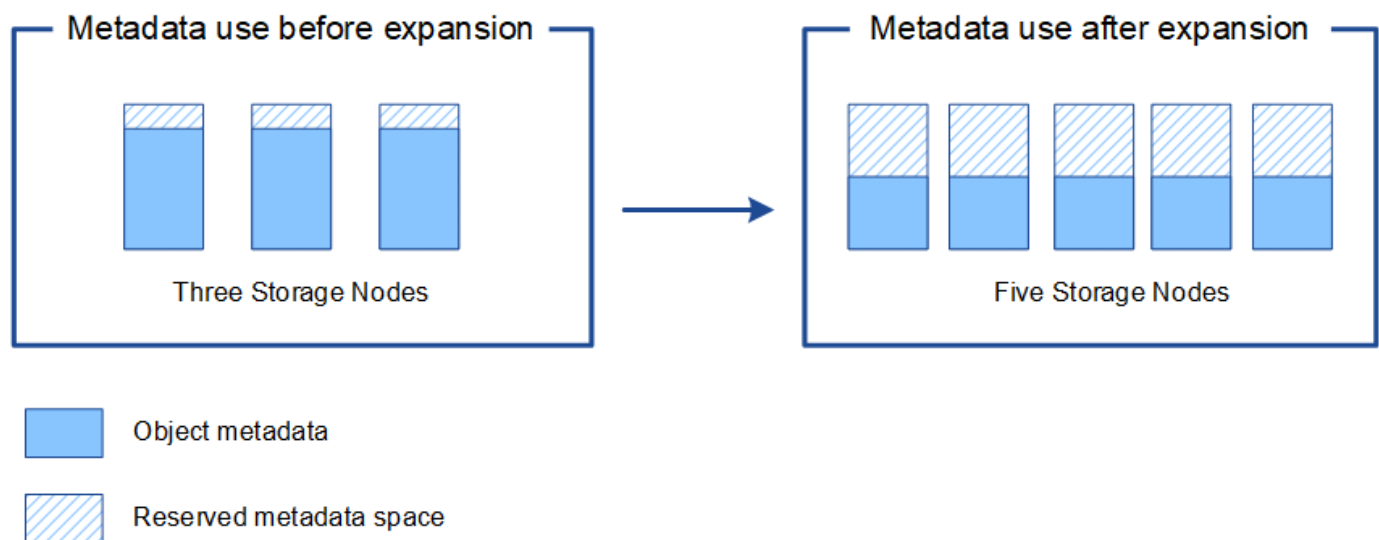 Metadata use before expansion
Three Storage Nodes
Metadata use after expansion
Five Storage Nodes
Object metadata
Reserved metadata space